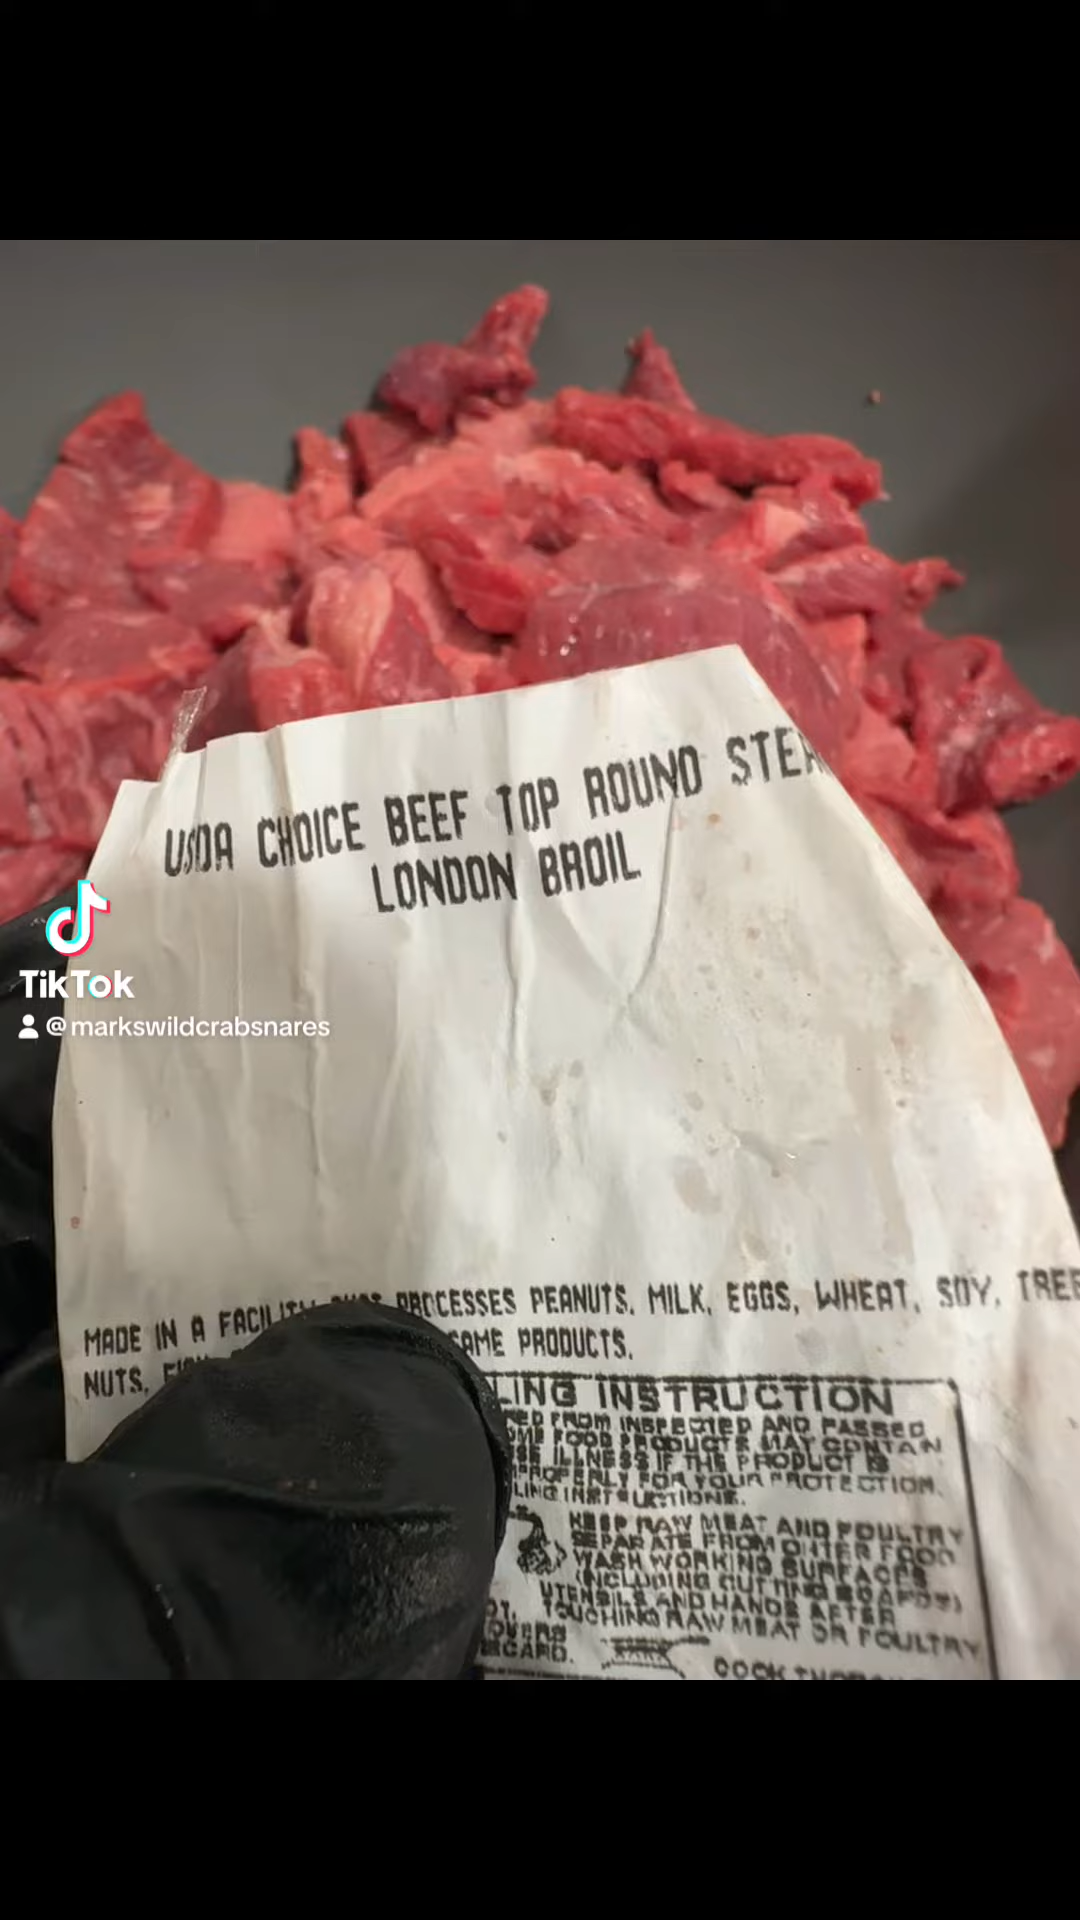 USDA CHOICE BEEF TOP ROUND
LONDON BROIL
TikTok
@markswildcrabsnares
MADE IN A FACILITY PROCESSES PEANUTS, MILK, EGGS, WHEAT, SOY, TREE
NUTS, SAME PRODUCTS.
INSTRUCTION
FROM INSPECTED AND PASSED
FOOD PRODUCTS MAY CONTAIN
ILLNESS IF THE PRODUCT IS
FOR YOUR PROTECTION,
INSTRUCTIONS.
KEEP RAW MEAT AND POULTRY
SEPARATE FROM OTHER FOOD
WASH WORKING SURFACES
(INCLUDING CUTTING BOARDS)
UTENSILS AND HANDS AFTER
TOUCHING RAW MEAT OR POULTRY
COOK